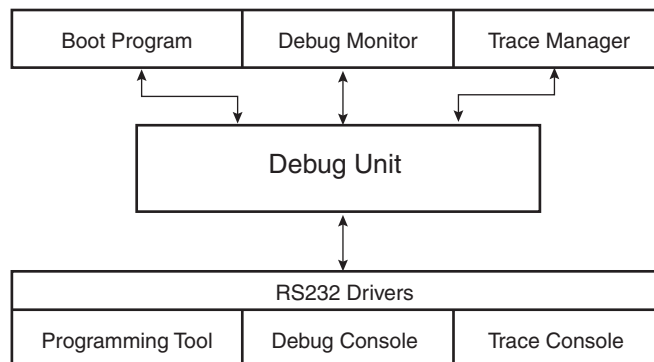 Boot Program
Debug Monitor
Trace Manager
Debug Unit
RS232 Drivers
Programming Tool
Debug Console
Trace Console